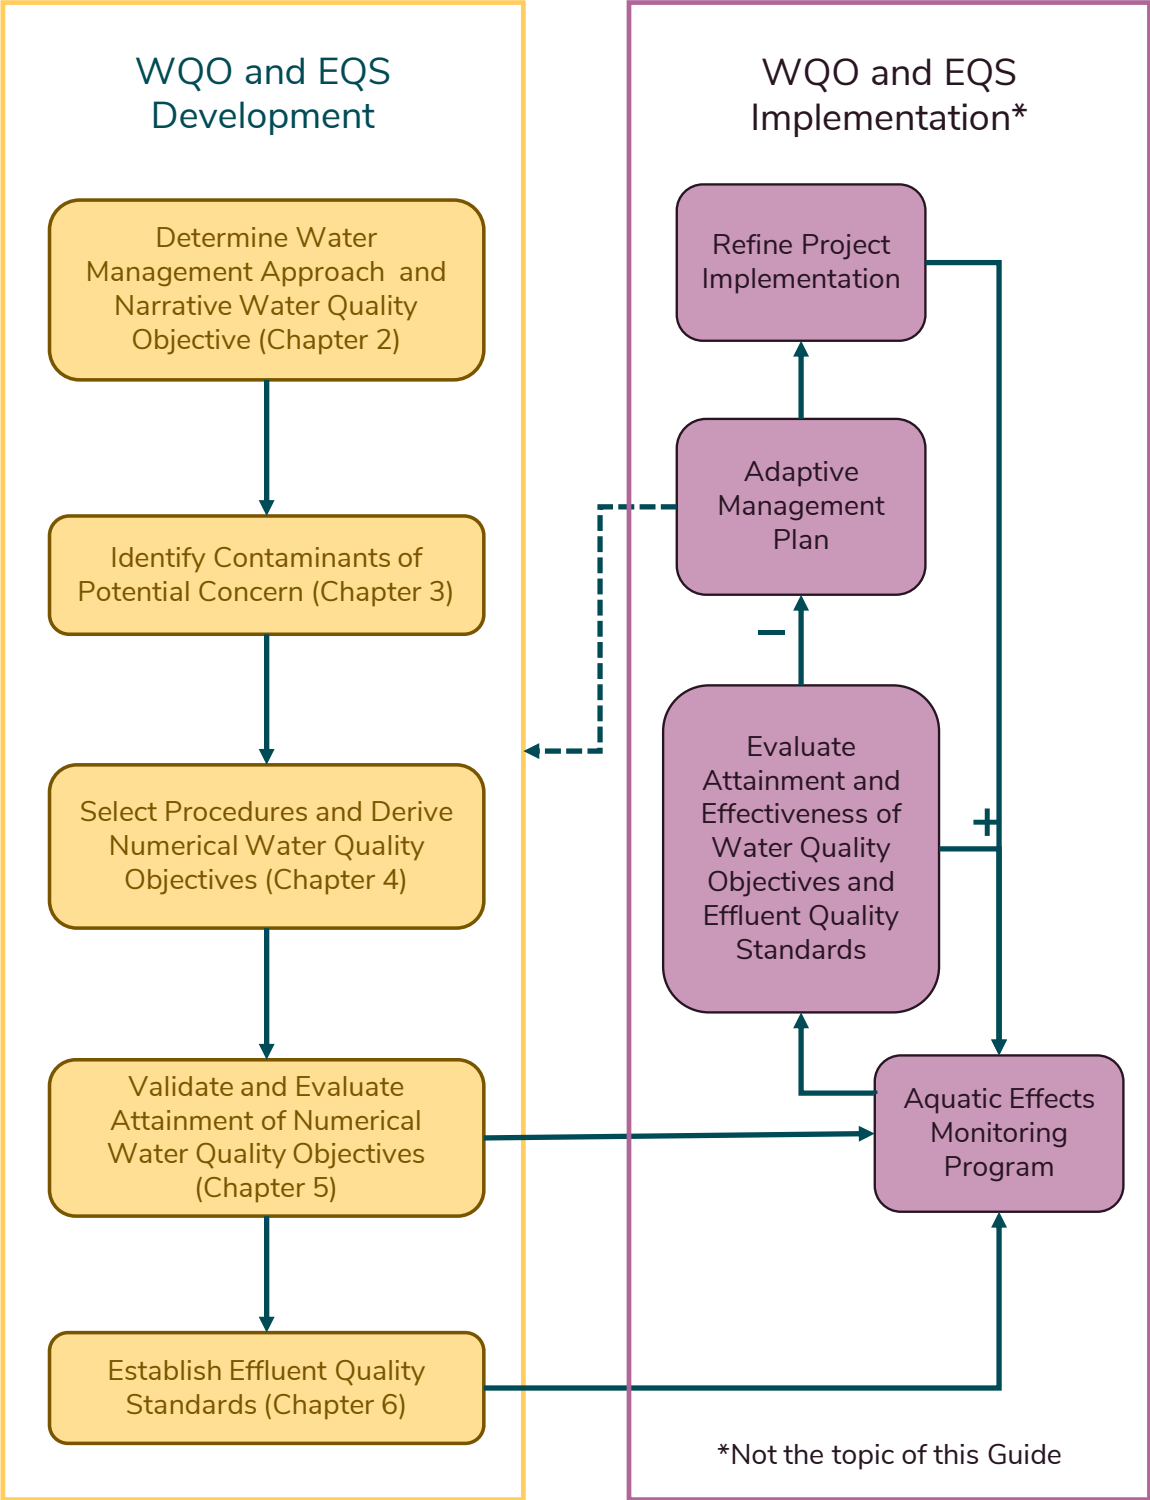 WQO and EQS
Development
Determine Water
Management Approach and
Narrative Water Quality
Objective (Chapter 2)
Identify Contaminants of
Potential Concern (Chapter 3)
Select Procedures and Derive
Numerical Water Quality
Objectives (Chapter 4)
Validate and Evaluate
Attainment of Numerical
Water Quality Objectives
(Chapter 5)
Establish Effluent Quality
Standards (Chapter 6)
WQO and EQS
Implementation*
Refine Project
Implementation
Adaptive
Management
Plan
−
Evaluate
Attainment and
Effectiveness of
Water Quality
Objectives and
Effluent Quality
Standards
+
Aquatic Effects
Monitoring
Program
*Not the topic of this Guide